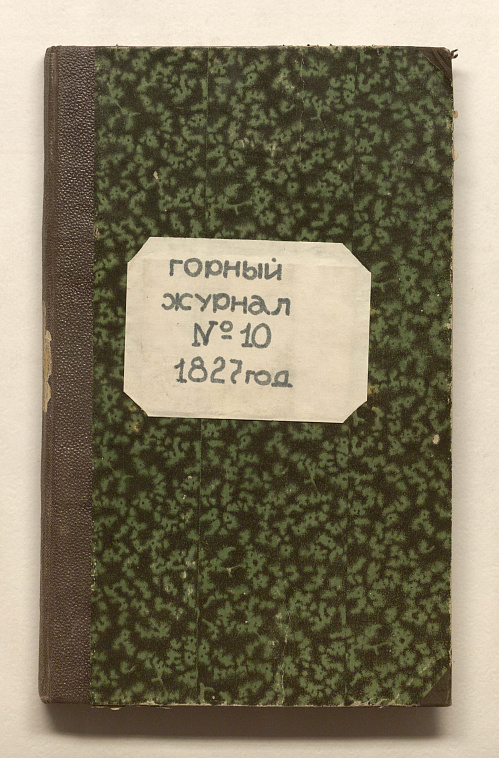 горный
журнал
№ 10
1827 год